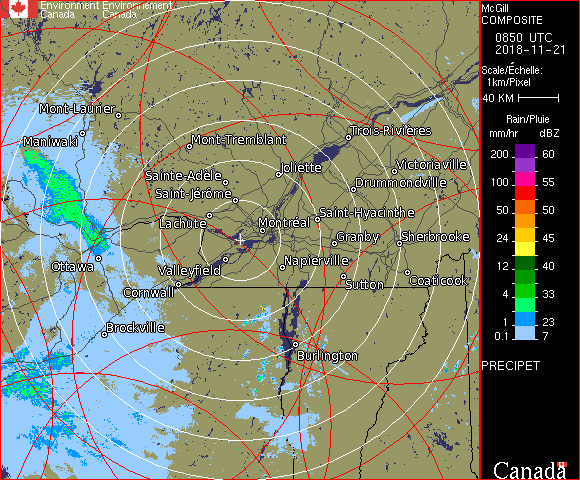 Environment Environnement
Canada Canada
McGill
COMPOSITE
0850 UTC
2018-11-21
Scale/Échelle:
1km/Pixel
40 KM
Rain/Pluie
mm/hr dBZ
200 60
100 55
50 50
24 45
12 40
4 33
1 23
0.1 7
PRECIPET
Canada
Mont-Laurier
Maniwaki
Mont-Tremblant
Trois-Rivières
Joliette
Victoriaville
Sainte-Adèle
Drummondville
Saint-Jérôme
Lachute
Saint-Hyacinthe
Montréal
Granby
Sherbrooke
Ottawa
Valleyfield
Napierville
Sutton
Coaticook
Cornwall
Brockville
Burlington